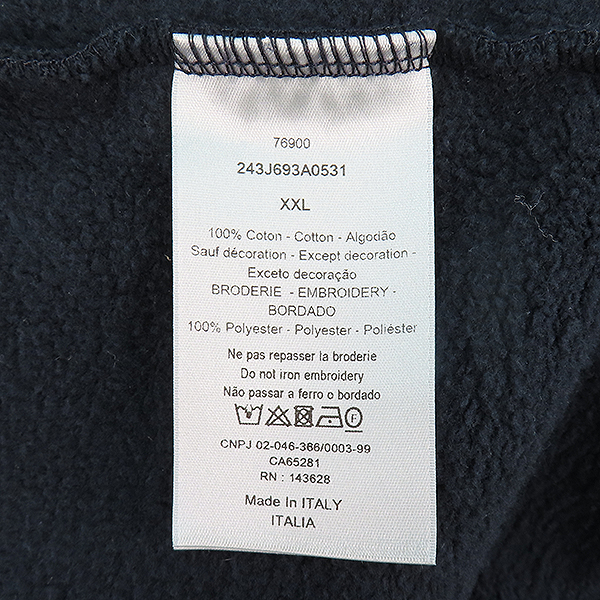 76900
243J693A0531
XXL
100% Coton - Cotton - Algodão
Sauf décoration - Except decoration -
Exceto decoração
BRODERIE - EMBROIDERY -
BORDADO
100% Polyester - Polyester - Poliéster
Ne pas repasser la broderie
Do not iron embroidery
Não passar a ferro o bordado
F
CNPJ 02-046-366/0003-99
CA65281
RN : 143628
Made In ITALY
ITALIA